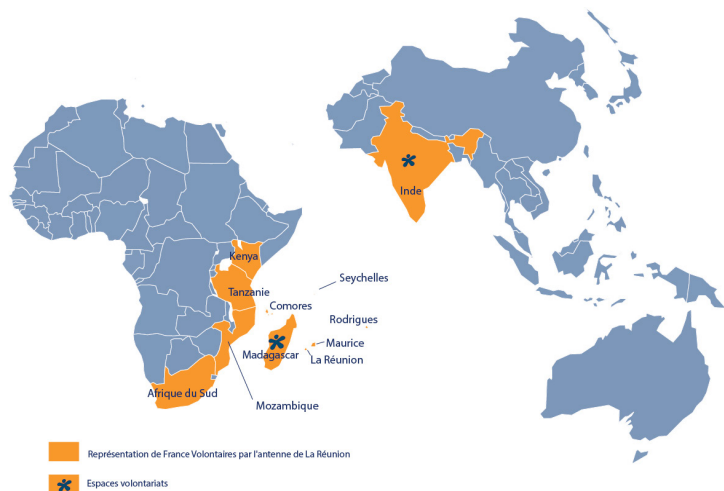 Inde
Kenya
Seychelles
Tanzanie
Comores
Rodrigues
Maurice
Madagascar
La Réunion
Afrique du Sud
Mozambique
Représentation de France Volontaires par l'antenne de La Réunion
Espaces volontariats